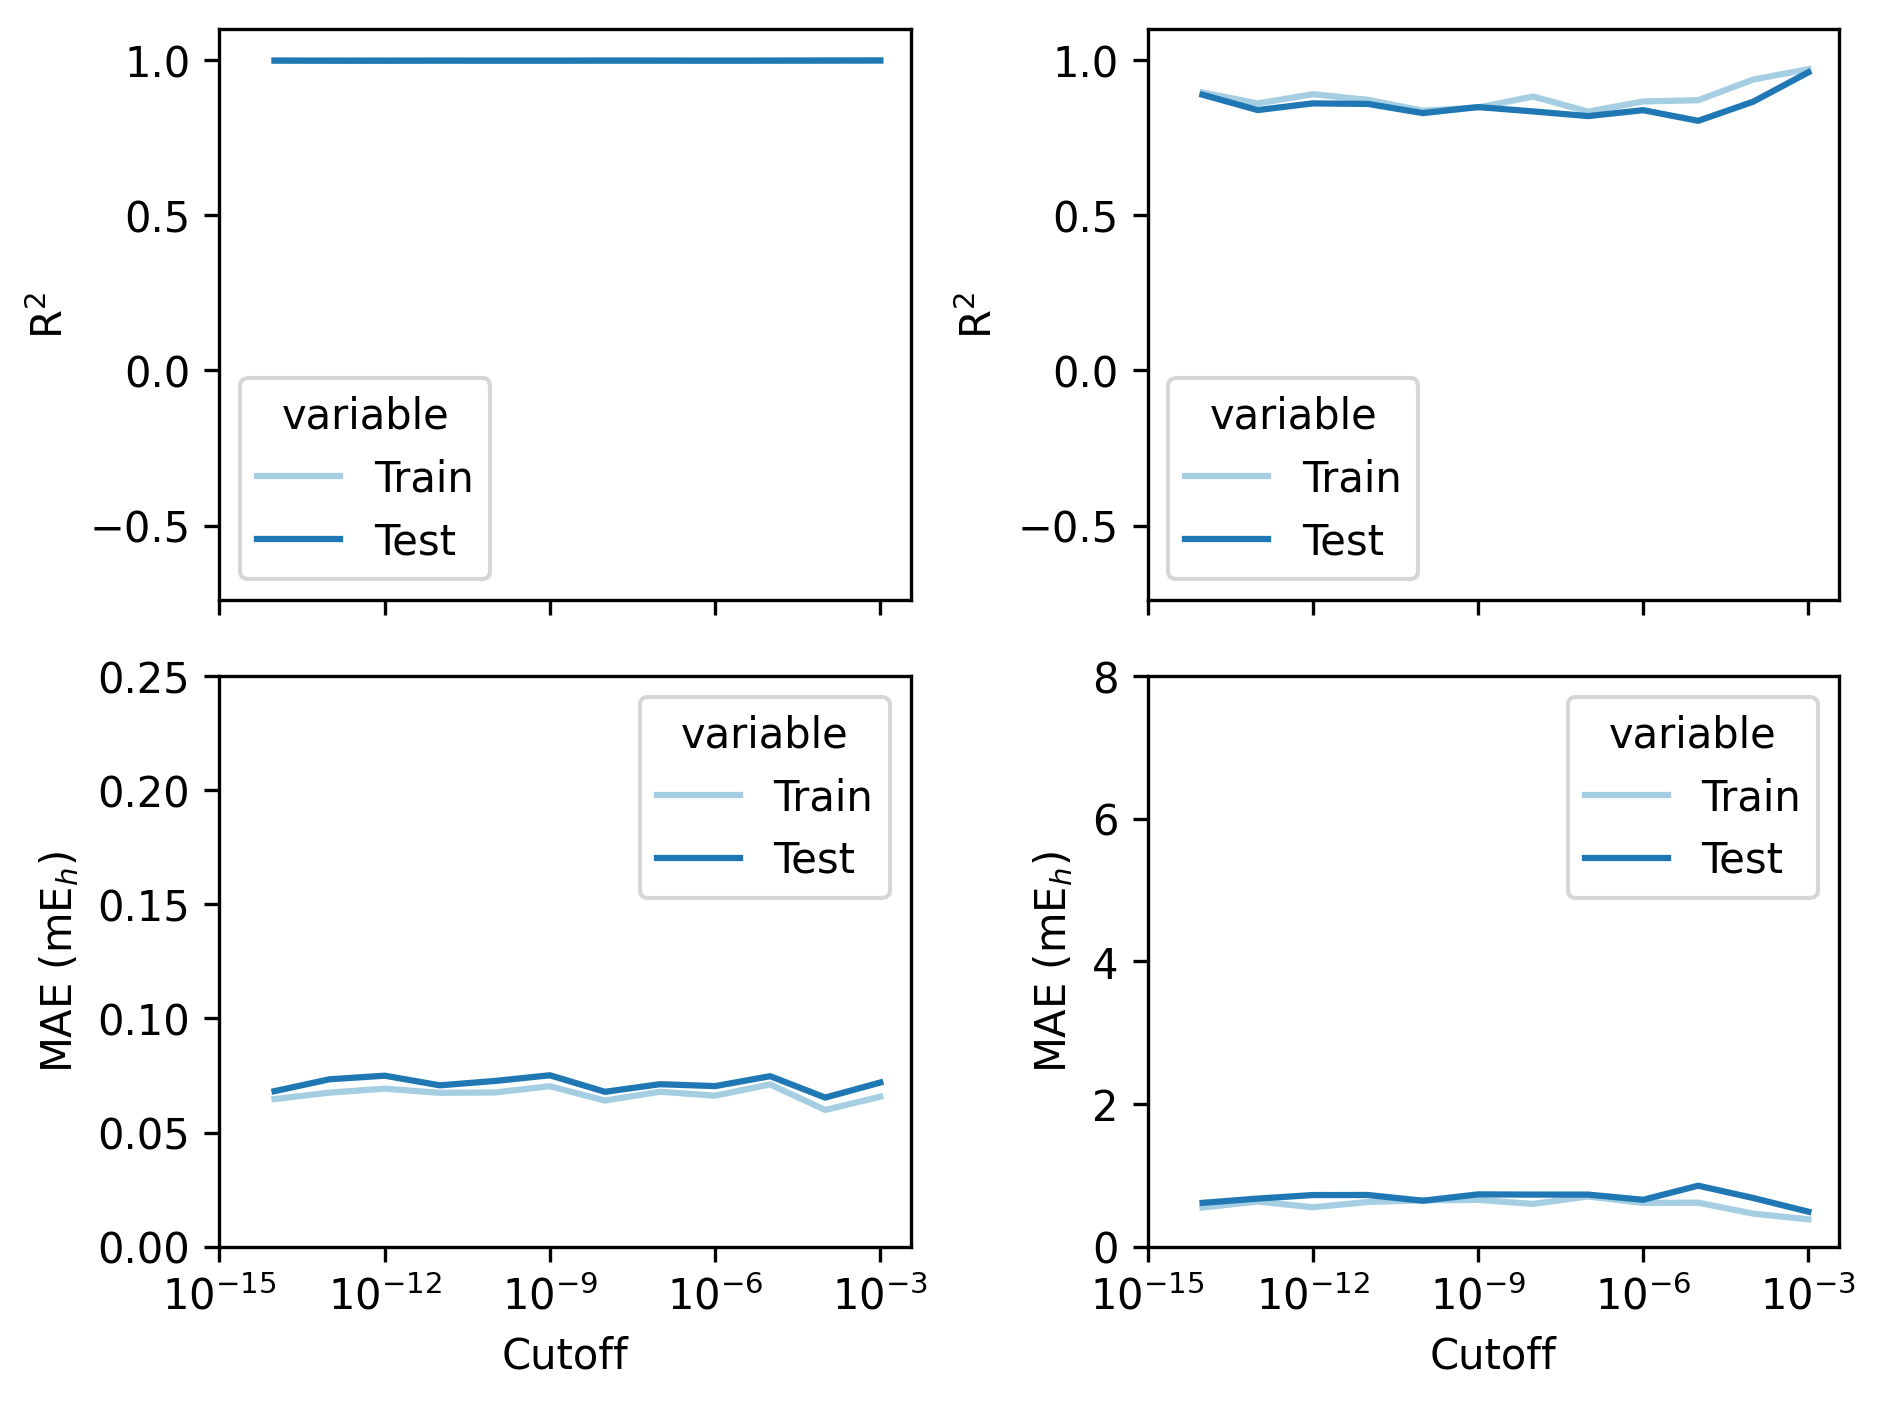 1.0
0.5
0.0
−0.5
R²
variable
Train
Test
1.0
0.5
0.0
−0.5
R²
variable
Train
Test
0.25
0.20
0.15
0.10
0.05
0.00
MAE (mEₕ)
variable
Train
Test
10⁻¹⁵ 10⁻¹² 10⁻⁹ 10⁻⁶ 10⁻³
Cutoff
8
6
4
2
0
MAE (mEₕ)
variable
Train
Test
10⁻¹⁵ 10⁻¹² 10⁻⁹ 10⁻⁶ 10⁻³
Cutoff